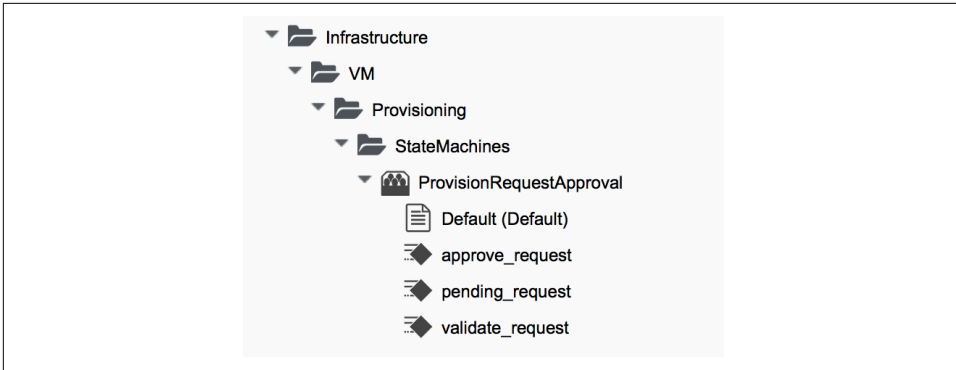 Infrastructure
VM
Provisioning
StateMachines
ProvisionRequestApproval
Default (Default)
approve_request
pending_request
validate_request